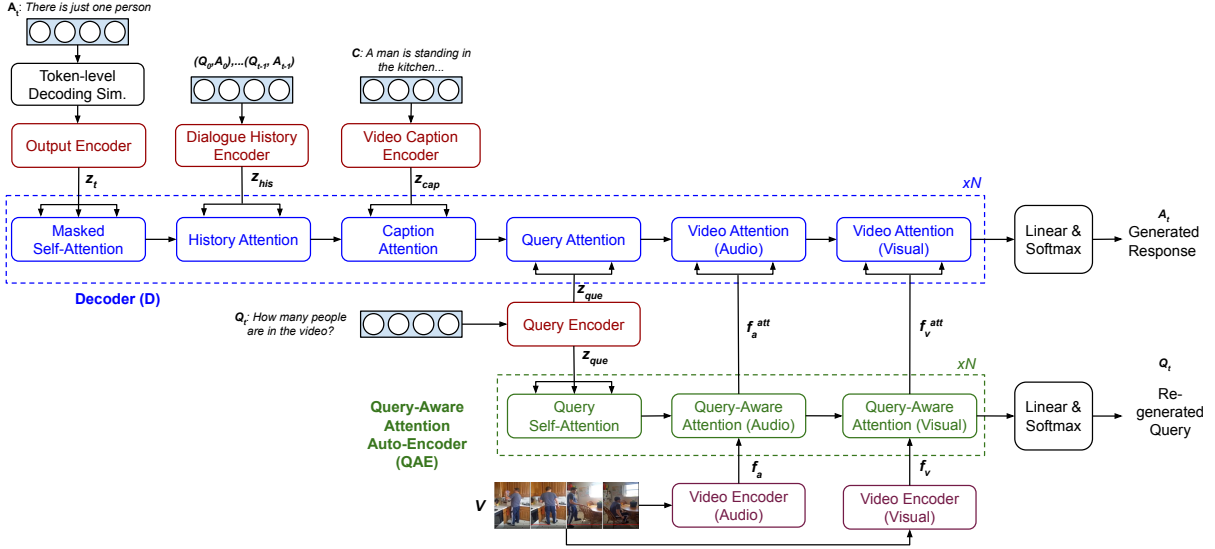 A_t: There is just one person
Token-level
Decoding Sim.
Output Encoder
z_t
(Q_0,A_0),...(Q_t-1, A_t-1)
Dialogue History
Encoder
z_his
C: A man is standing in
the kitchen...
Video Caption
Encoder
z_cap
xN
Masked
Self-Attention
History Attention
Caption
Attention
Query Attention
Video Attention
(Audio)
Video Attention
(Visual)
Linear &
Softmax
A_t
Generated
Response
Decoder (D)
z_que
Q_t: How many people
are in the video?
Query Encoder
f_a^att
f_v^att
z_que
xN
Query-Aware
Attention
Auto-Encoder
(QAE)
Query
Self-Attention
Query-Aware
Attention (Audio)
Query-Aware
Attention (Visual)
Linear &
Softmax
Q_t
Re-
generated
Query
f_a
f_v
V
Video Encoder
(Audio)
Video Encoder
(Visual)